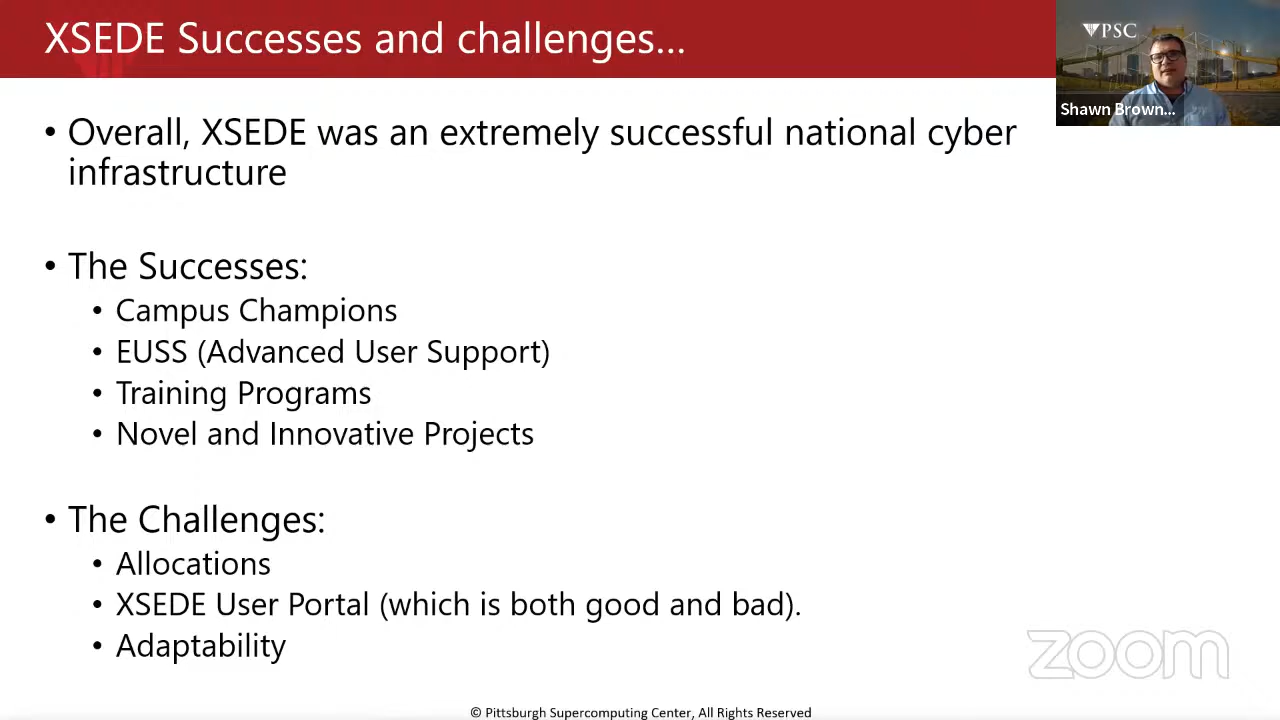 XSEDE Successes and challenges...
PSC
Shawn Brown...
• Overall, XSEDE was an extremely successful national cyber
infrastructure
• The Successes:
• Campus Champions
• EUSS (Advanced User Support)
• Training Programs
• Novel and Innovative Projects
• The Challenges:
• Allocations
• XSEDE User Portal (which is both good and bad).
• Adaptability
zoom
© Pittsburgh Supercomputing Center, All Rights Reserved